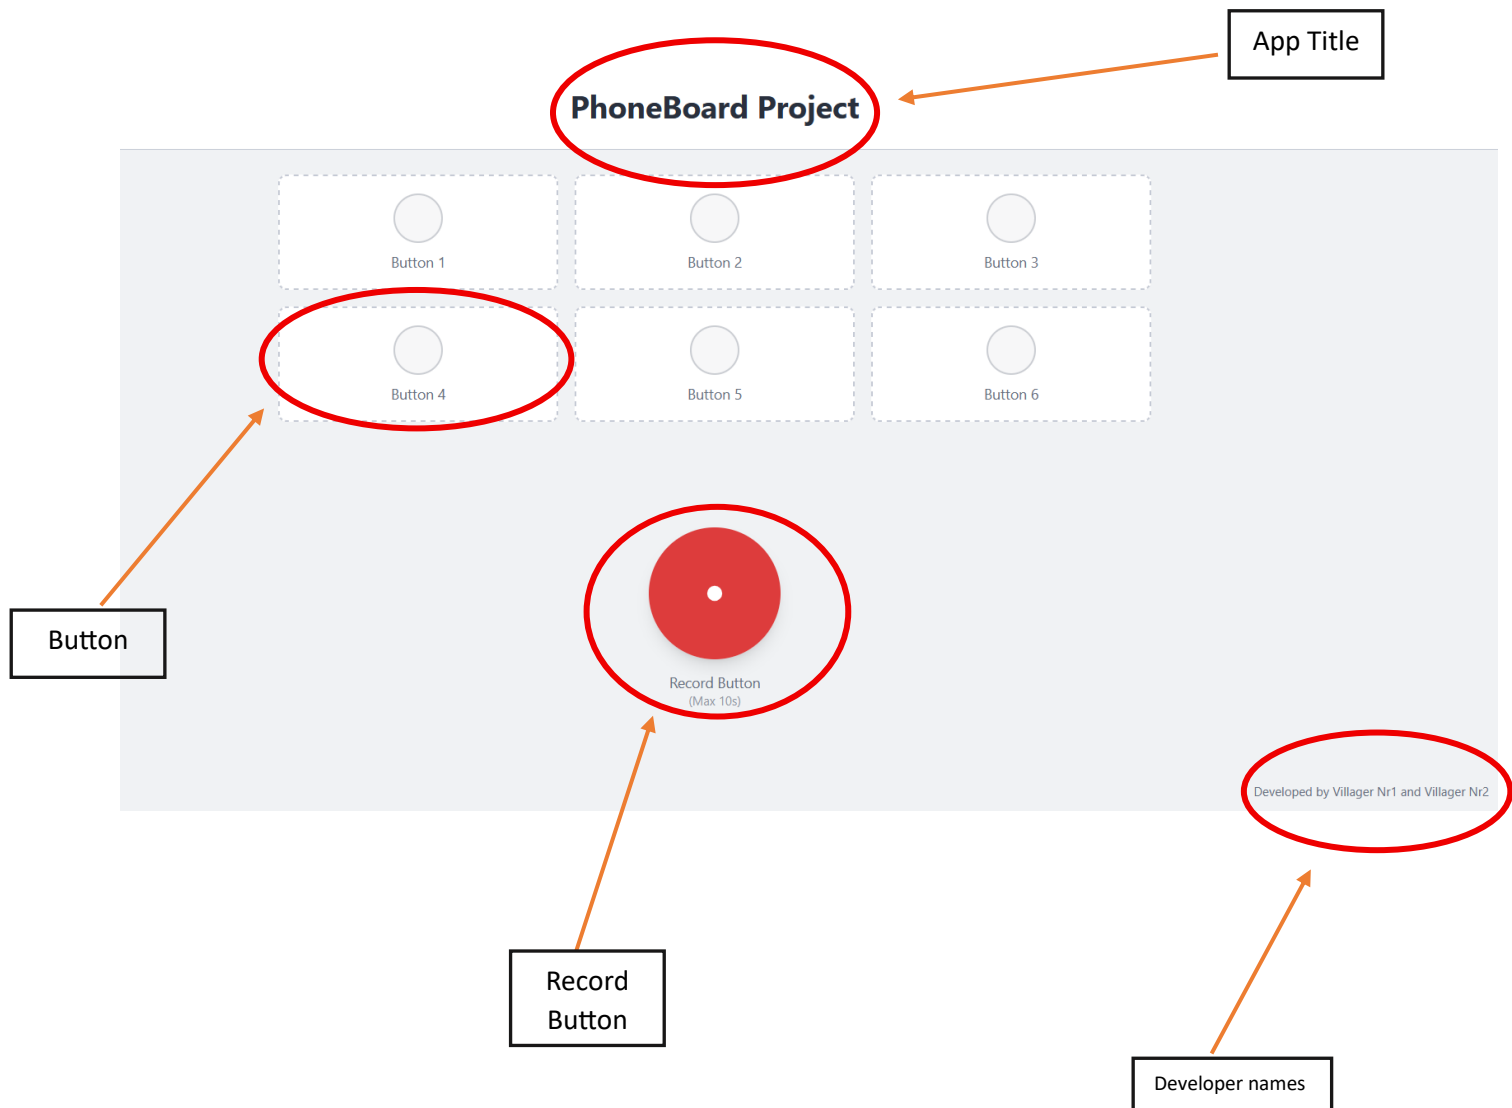 App Title
PhoneBoard Project
Button 1
Button 2
Button 3
Button 4
Button 5
Button 6
Button
Record Button
(Max 10s)
Developed by Villager Nr1 and Villager Nr2
Record
Button
Developer names